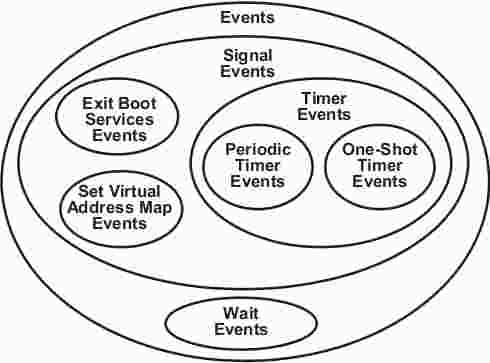 Events
Signal
Events
Exit Boot
Services
Events
Timer
Events
Periodic
Timer
Events
One-Shot
Timer
Events
Set Virtual
Address Map
Events
Wait
Events